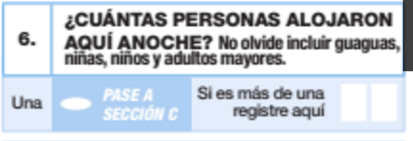 6.
¿CUÁNTAS PERSONAS ALOJARON
AQUÍ ANOCHE? No olvide incluir guaguas,
niñas, niños y adultos mayores.
Una
PASE A
SECCIÓN C
Si es más de una
registre aquí